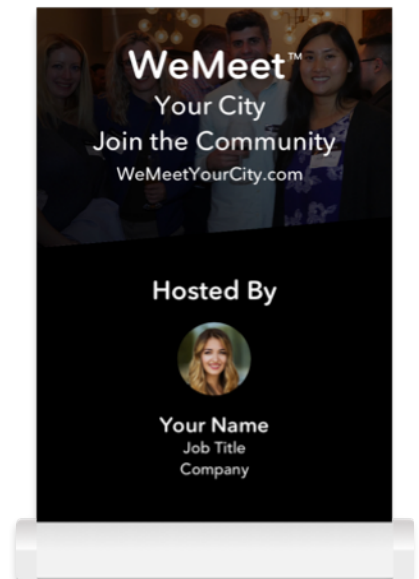 WeMeet™
Your City
Join the Community
WeMeetYourCity.com
Hosted By
Your Name
Job Title
Company